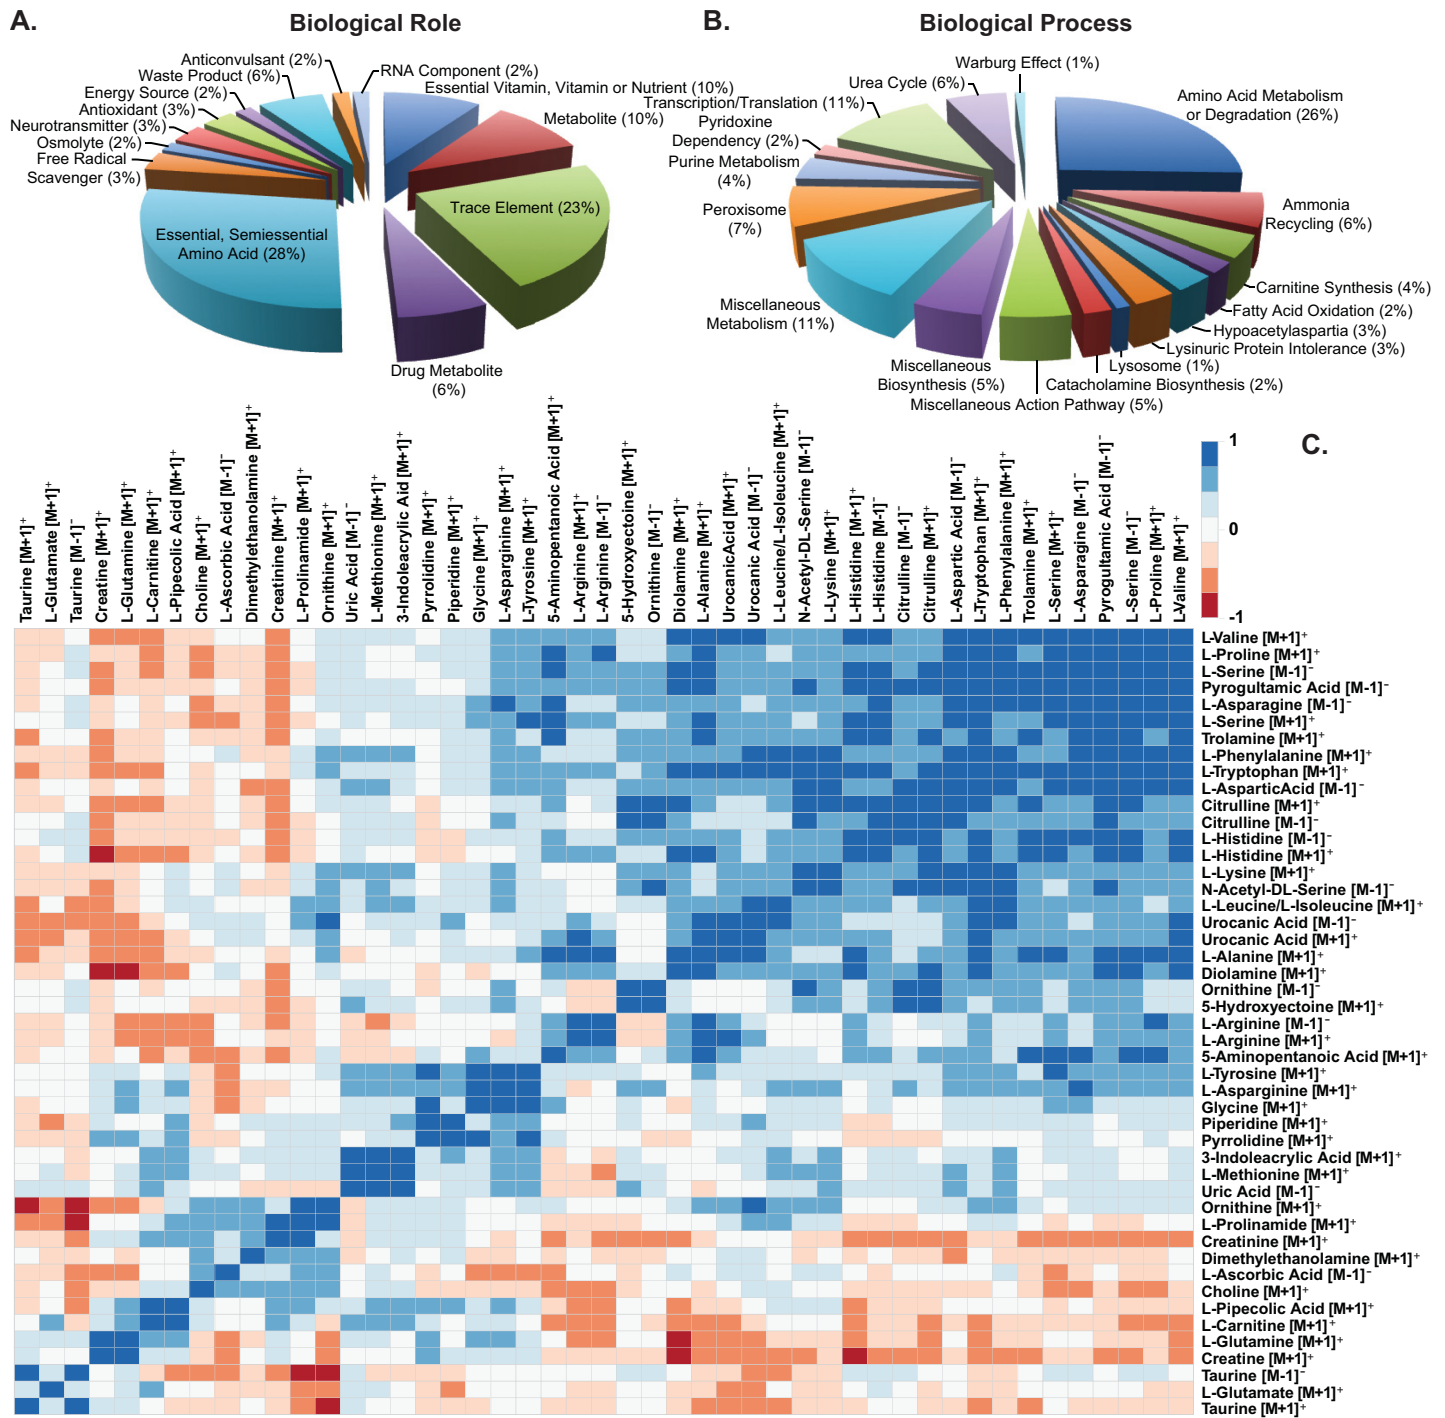 A.
Biological Role
Anticonvulsant (2%)
Waste Product (6%)
Energy Source (2%)
Antioxidant (3%)
Neurotransmitter (3%)
Osmolyte (2%)
Free Radical
Scavenger (3%)
RNA Component (2%)
Essential Vitamin, Vitamin or Nutrient (10%)
Metabolite (10%)
Trace Element (23%)
Essential, Semiessential
Amino Acid (28%)
Drug Metabolite
(6%)
B.
Biological Process
Warburg Effect (1%)
Urea Cycle (6%)
Transcription/Translation (11%)
Pyridoxine
Dependency (2%)
Purine Metabolism
(4%)
Peroxisome
(7%)
Miscellaneous
Metabolism (11%)
Miscellaneous
Biosynthesis (5%)
Miscellaneous Action Pathway (5%)
Catacholamine Biosynthesis (2%)
Lysosome (1%)
Lysinuric Protein Intolerance (3%)
Hypoacetylaspartia (3%)
Fatty Acid Oxidation (2%)
Carnitine Synthesis (4%)
Ammonia
Recycling (6%)
Amino Acid Metabolism
or Degradation (26%)
C.
1
0
-1
Taurine [M+1]⁺
L-Glutamate [M+1]⁺
Taurine [M-1]⁻
Creatine [M+1]⁺
L-Glutamine [M+1]⁺
L-Carnitine [M+1]⁺
L-Pipecolic Acid [M+1]⁺
Choline [M+1]⁺
L-Ascorbic Acid [M-1]⁻
Dimethylethanolamine [M+1]⁺
Creatinine [M+1]⁺
L-Prolinamide [M+1]⁺
Ornithine [M+1]⁺
Uric Acid [M-1]⁻
L-Methionine [M+1]⁺
3-Indoleacrylic Aid [M+1]⁺
Pyrrolidine [M+1]⁺
Piperidine [M+1]⁺
Glycine [M+1]⁺
L-Asparginine [M+1]⁺
L-Tyrosine [M+1]⁺
5-Aminopentanoic Acid [M+1]⁺
L-Arginine [M+1]⁺
L-Arginine [M-1]⁻
5-Hydroxyectoine [M+1]⁺
Ornithine [M-1]⁻
Diolamine [M+1]⁺
L-Alanine [M+1]⁺
UrocanicAcid [M+1]⁺
Urocanic Acid [M-1]⁻
L-Leucine/L-Isoleucine [M+1]⁺
N-Acetyl-DL-Serine [M-1]⁻
L-Lysine [M+1]⁺
L-Histidine [M+1]⁺
L-Histidine [M-1]⁻
Citrulline [M-1]⁻
Citrulline [M+1]⁺
L-Aspartic Acid [M-1]⁻
L-Tryptophan [M+1]⁺
L-Phenylalanine [M+1]⁺
Trolamine [M+1]⁺
L-Serine [M+1]⁺
L-Asparagine [M-1]⁻
Pyrogultamic Acid [M-1]⁻
L-Serine [M-1]⁻
L-Proline [M+1]⁺
L-Valine [M+1]⁺
L-Valine [M+1]⁺
L-Proline [M+1]⁺
L-Serine [M-1]⁻
Pyrogultamic Acid [M-1]⁻
L-Asparagine [M-1]⁻
L-Serine [M+1]⁺
Trolamine [M+1]⁺
L-Phenylalanine [M+1]⁺
L-Tryptophan [M+1]⁺
L-AsparticAcid [M-1]⁻
Citrulline [M+1]⁺
Citrulline [M-1]⁻
L-Histidine [M-1]⁻
L-Histidine [M+1]⁺
L-Lysine [M+1]⁺
N-Acetyl-DL-Serine [M-1]⁻
L-Leucine/L-Isoleucine [M+1]⁺
Urocanic Acid [M-1]⁻
Urocanic Acid [M+1]⁺
L-Alanine [M+1]⁺
Diolamine [M+1]⁺
Ornithine [M-1]⁻
5-Hydroxyectoine [M+1]⁺
L-Arginine [M-1]⁻
L-Arginine [M+1]⁺
5-Aminopentanoic Acid [M+1]⁺
L-Tyrosine [M+1]⁺
L-Asparginine [M+1]⁺
Glycine [M+1]⁺
Piperidine [M+1]⁺
Pyrrolidine [M+1]⁺
3-Indoleacrylic Acid [M+1]⁺
L-Methionine [M+1]⁺
Uric Acid [M-1]⁻
Ornithine [M+1]⁺
L-Prolinamide [M+1]⁺
Creatinine [M+1]⁺
Dimethylethanolamine [M+1]⁺
L-Ascorbic Acid [M-1]⁻
Choline [M+1]⁺
L-Pipecolic Acid [M+1]⁺
L-Carnitine [M+1]⁺
L-Glutamine [M+1]⁺
Creatine [M+1]⁺
Taurine [M-1]⁻
L-Glutamate [M+1]⁺
Taurine [M+1]⁺